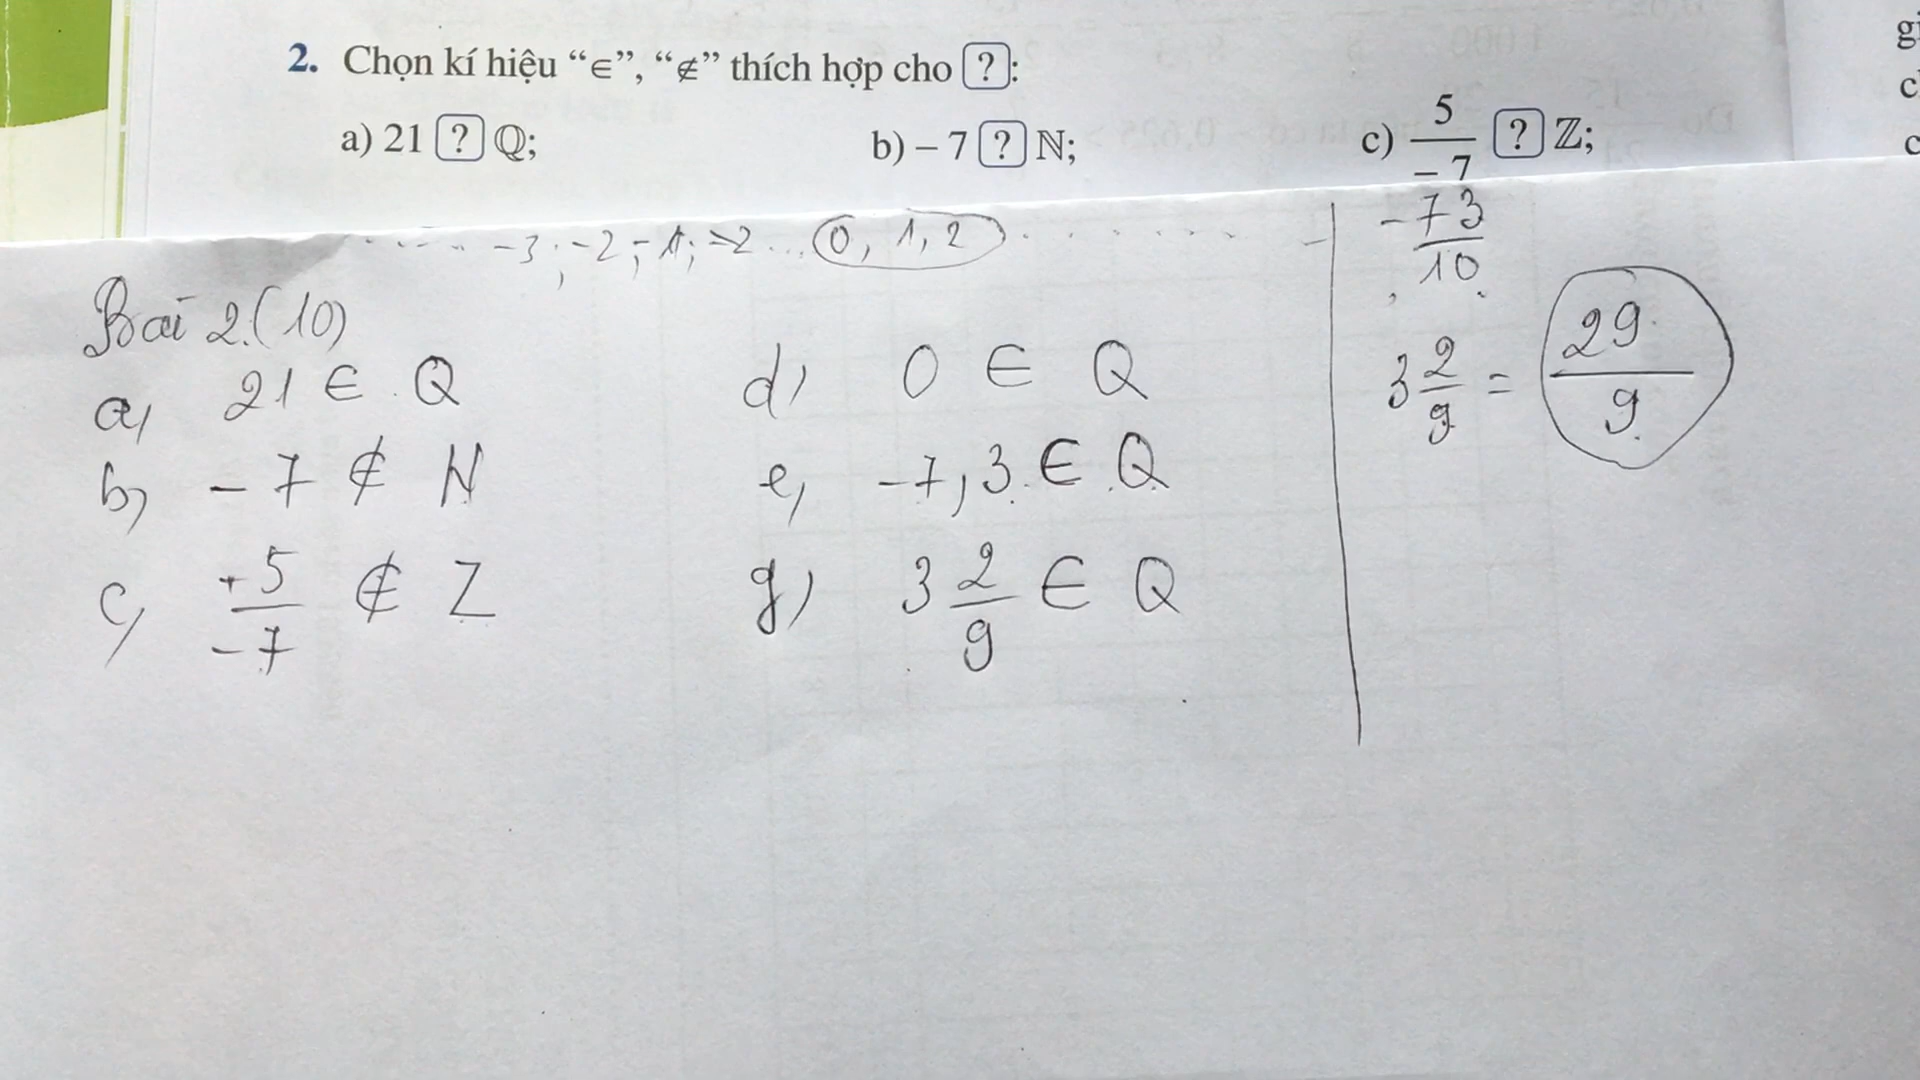 2. Chọn kí hiệu “∈”, “∉” thích hợp cho ?:
a) 21 ? ℚ; b) – 7 ? ℕ; c) 5/-7 ? ℤ;
-3; -2; -1; -2 ... 0, 1, 2
-73/10
Bài 2.(10)
a, 21 ∈ Q
b, - 7 ∉ N
c, +5/-7 ∉ Z
d) 0 ∈ Q
e, -7,3 ∈ Q
g) 3 2/9 ∈ Q
3 2/9 = 29/9